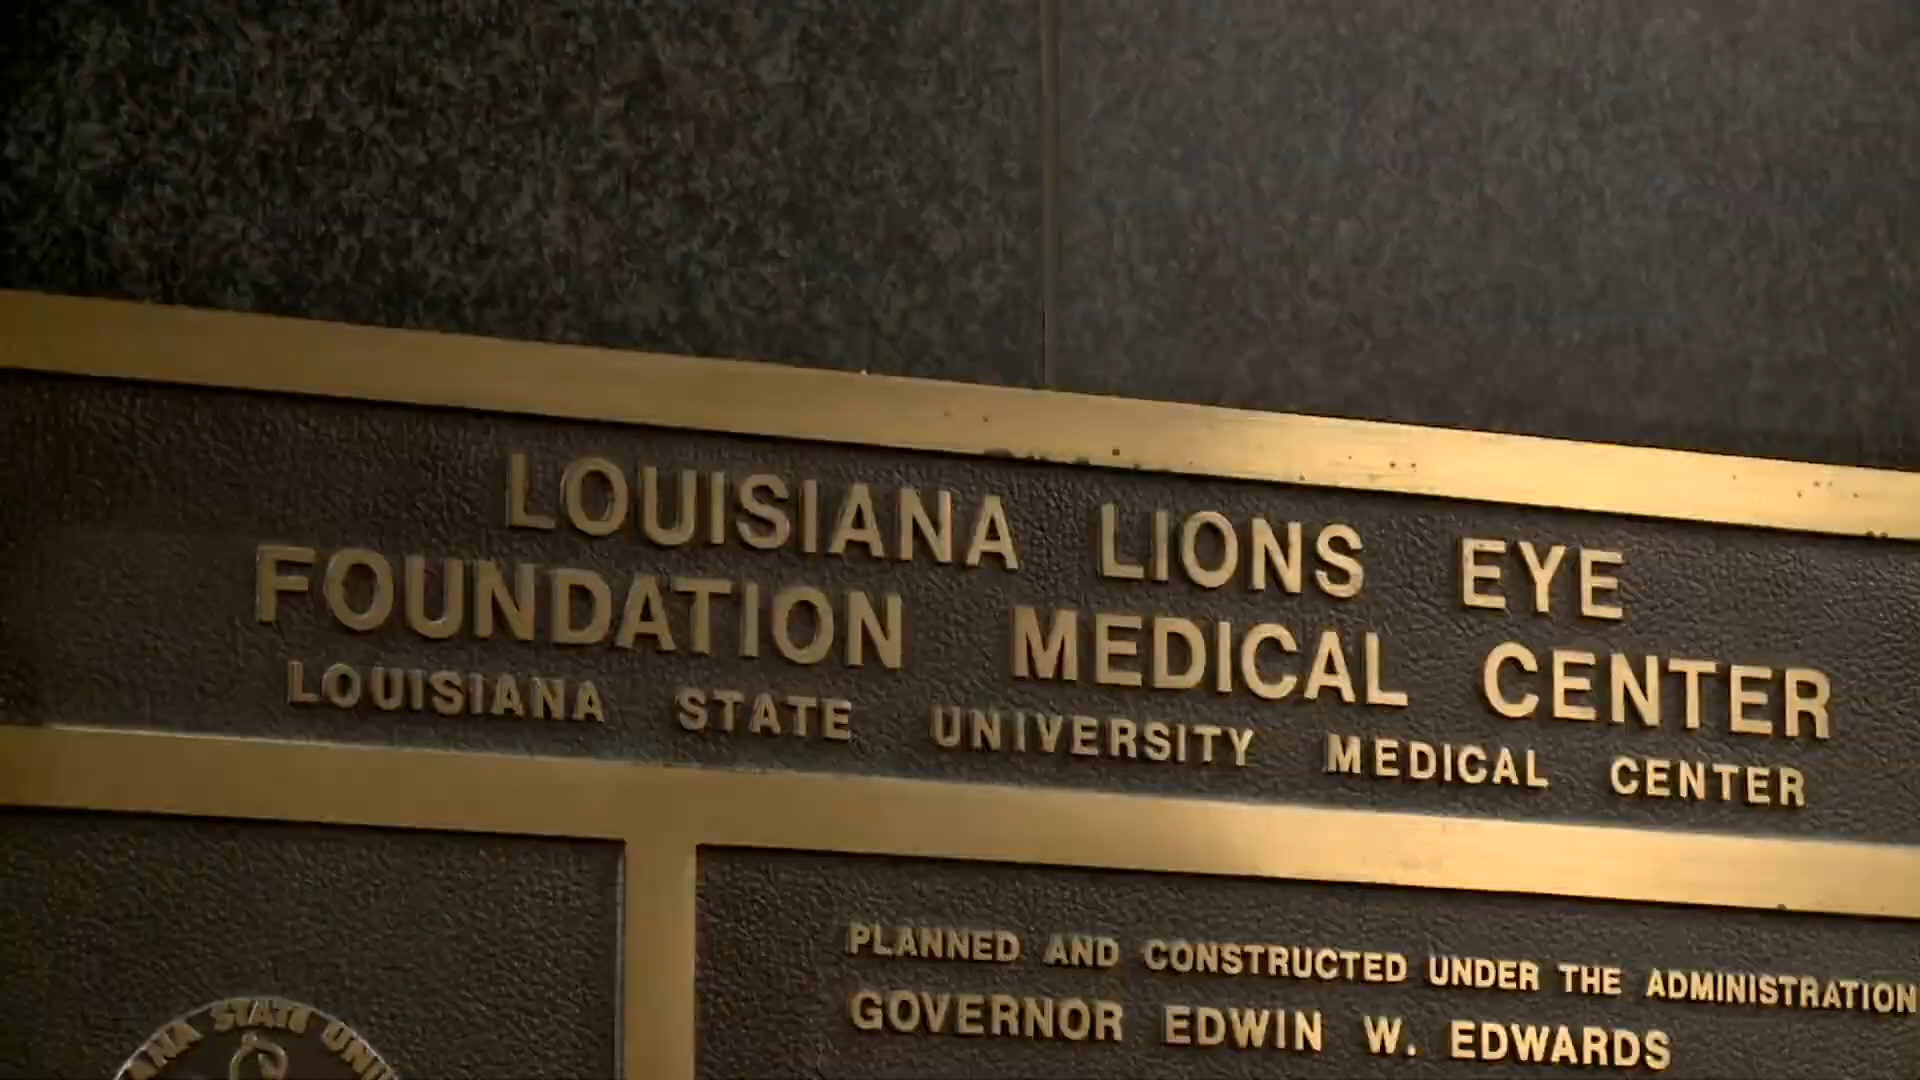 LOUISIANA LIONS EYE
FOUNDATION MEDICAL CENTER
LOUISIANA STATE UNIVERSITY MEDICAL CENTER
PLANNED AND CONSTRUCTED UNDER THE ADMINISTRATION
GOVERNOR EDWIN W. EDWARDS
STATE